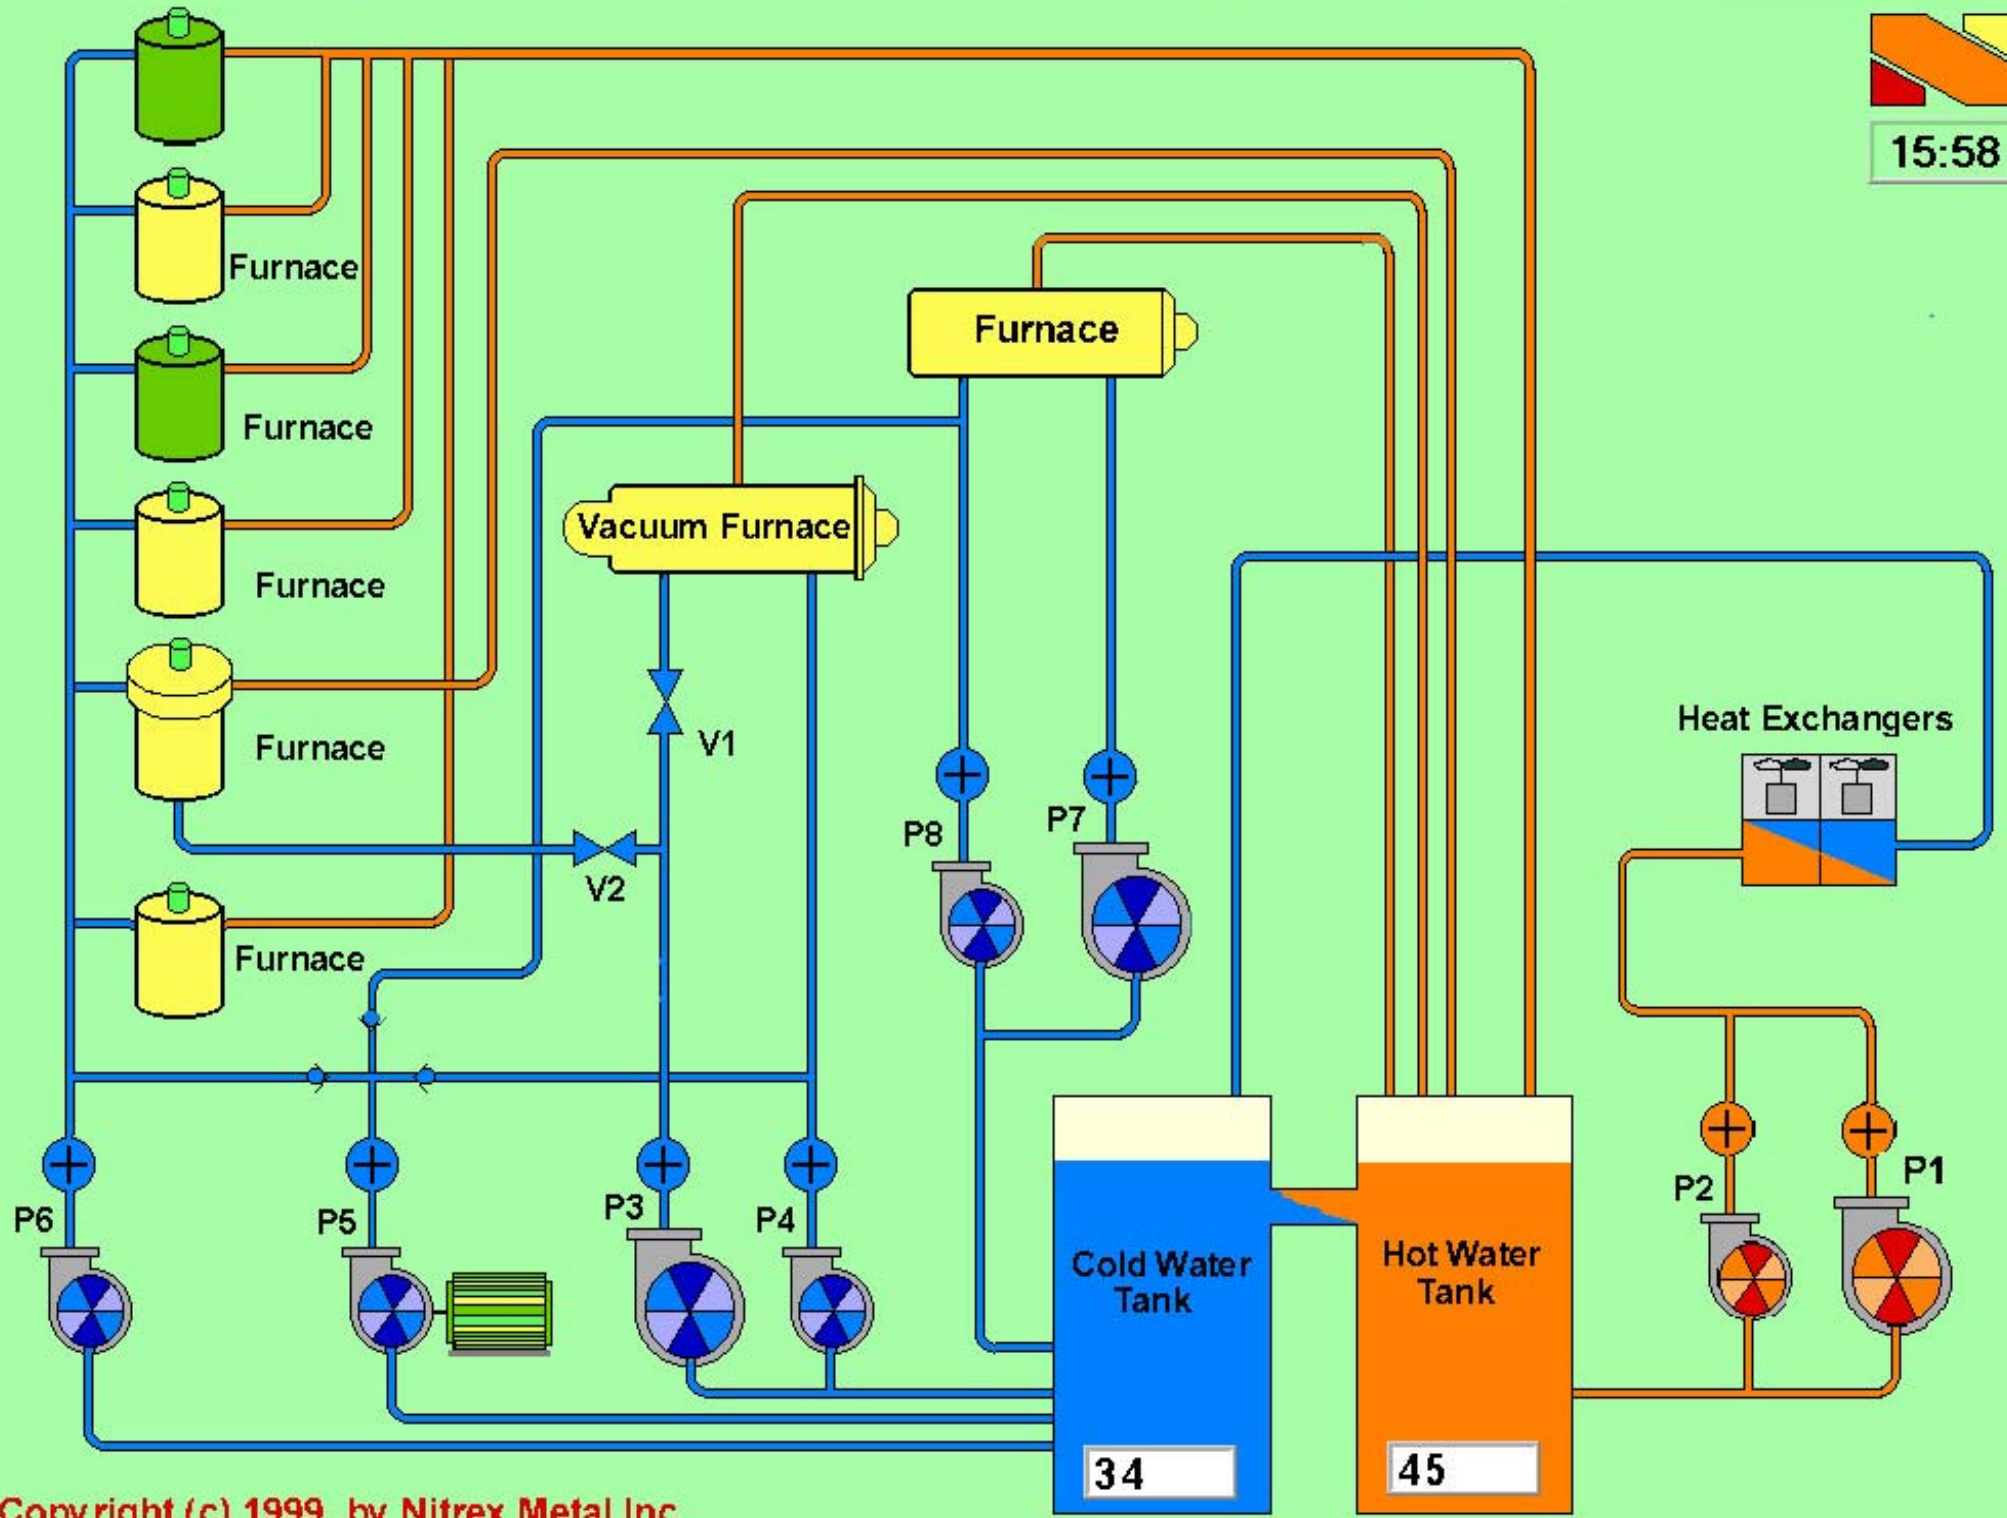 15:58
Furnace
Furnace
Furnace
Vacuum Furnace
Furnace
Furnace
V1
Heat Exchangers
Furnace
P8
P7
V2
Furnace
P6
P5
P3
P4
P2
P1
Cold Water
Tank
Hot Water
Tank
34
45
Copyright (c) 1999 by Nitrex Metal Inc